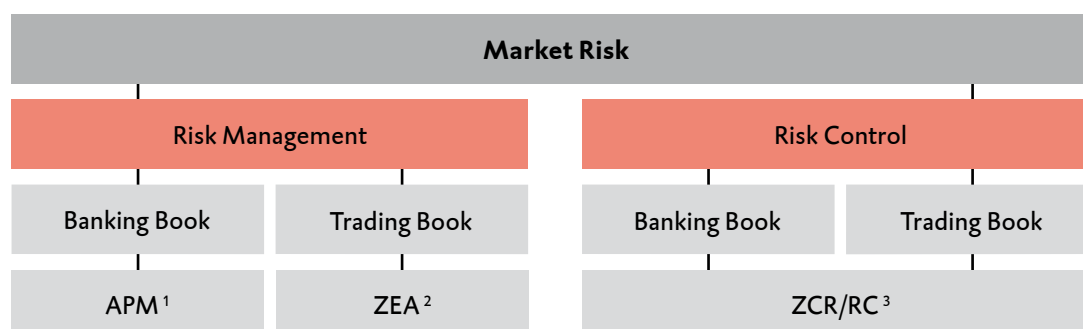 Market Risk
Risk Management
Risk Control
Banking Book
Trading Book
Banking Book
Trading Book
APM ¹
ZEA ²
ZCR/RC ³